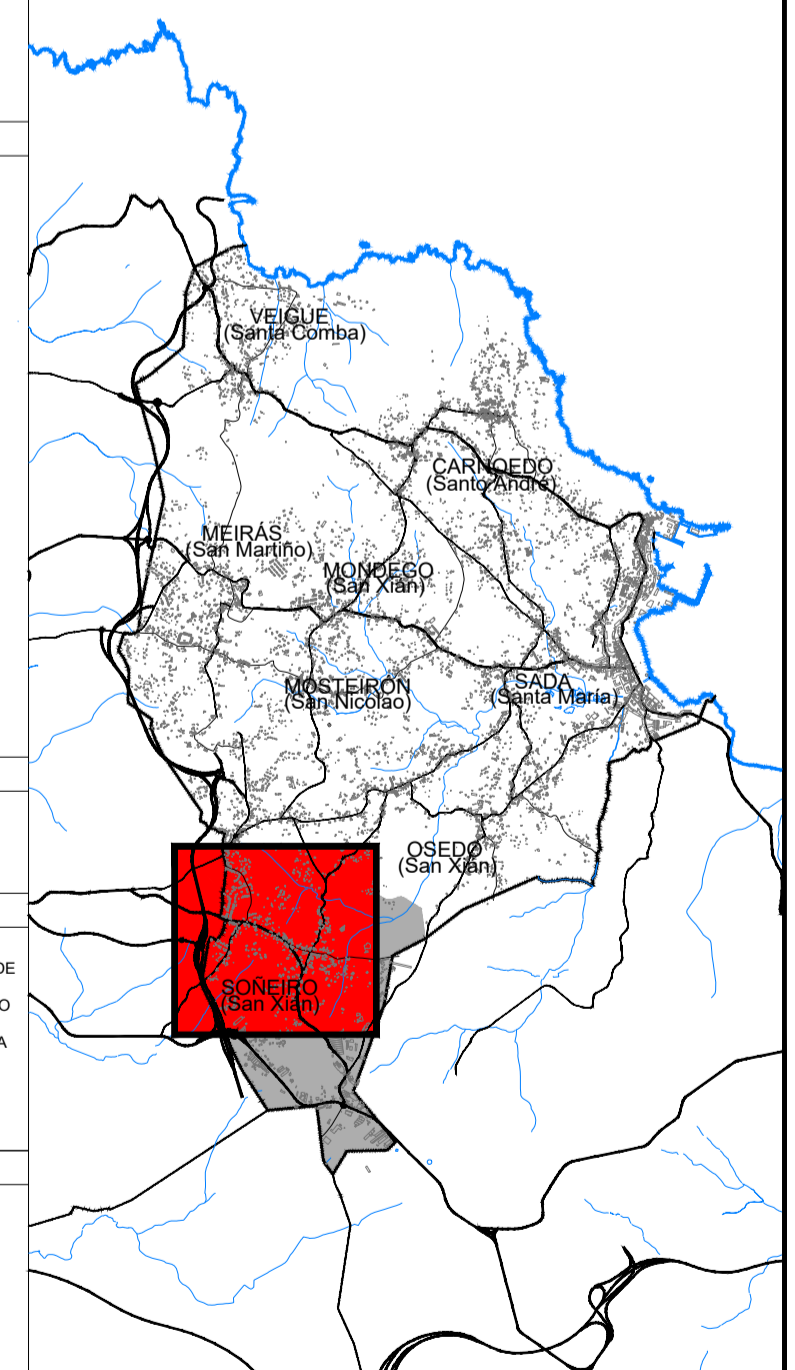 VEIGUE
(Santa Comba)
CARNOEDO
(Santo André)
MEIRÁS
(San Martiño)
MONDEGO
(San Xián)
MOSTEIRÓN
(San Nicolao)
SADA
(Santa María)
OSEDO
(San Xián)
DE
O
A
SOÑEIRO
(San Xián)